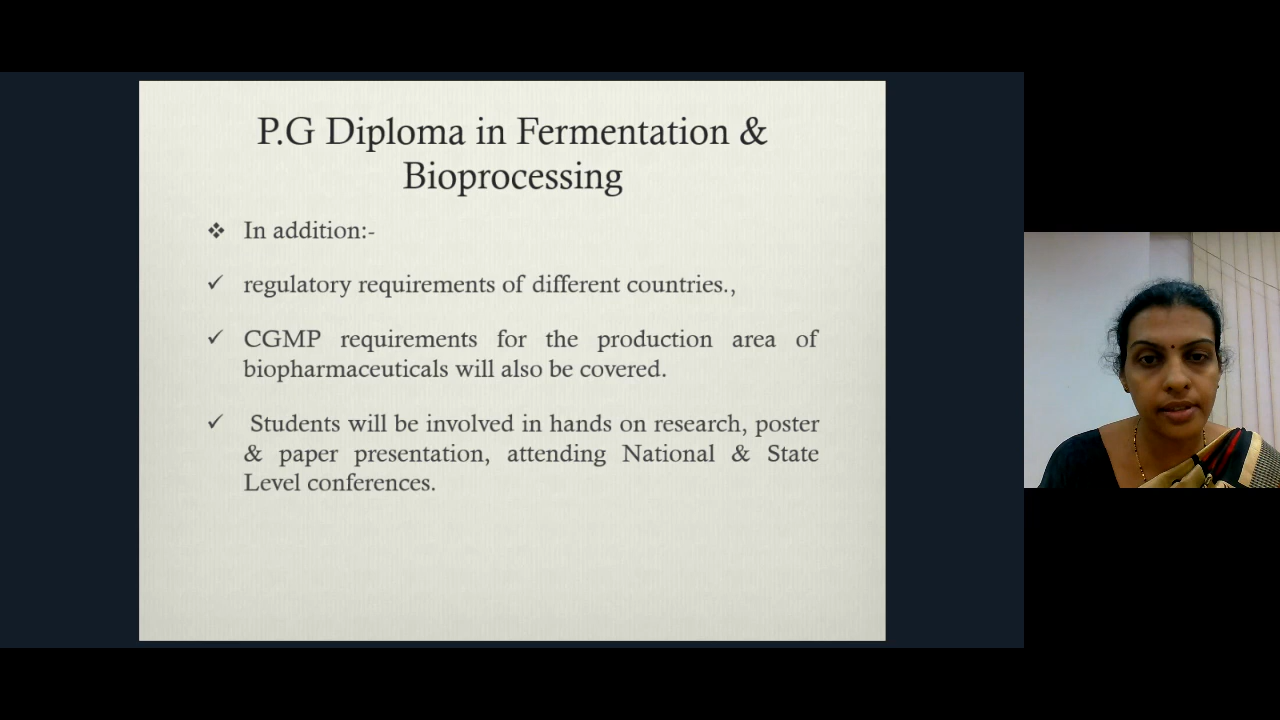 P.G Diploma in Fermentation &
Bioprocessing
❖ In addition:-
✓ regulatory requirements of different countries.,
✓ CGMP requirements for the production area of
biopharmaceuticals will also be covered.
✓ Students will be involved in hands on research, poster
& paper presentation, attending National & State
Level conferences.